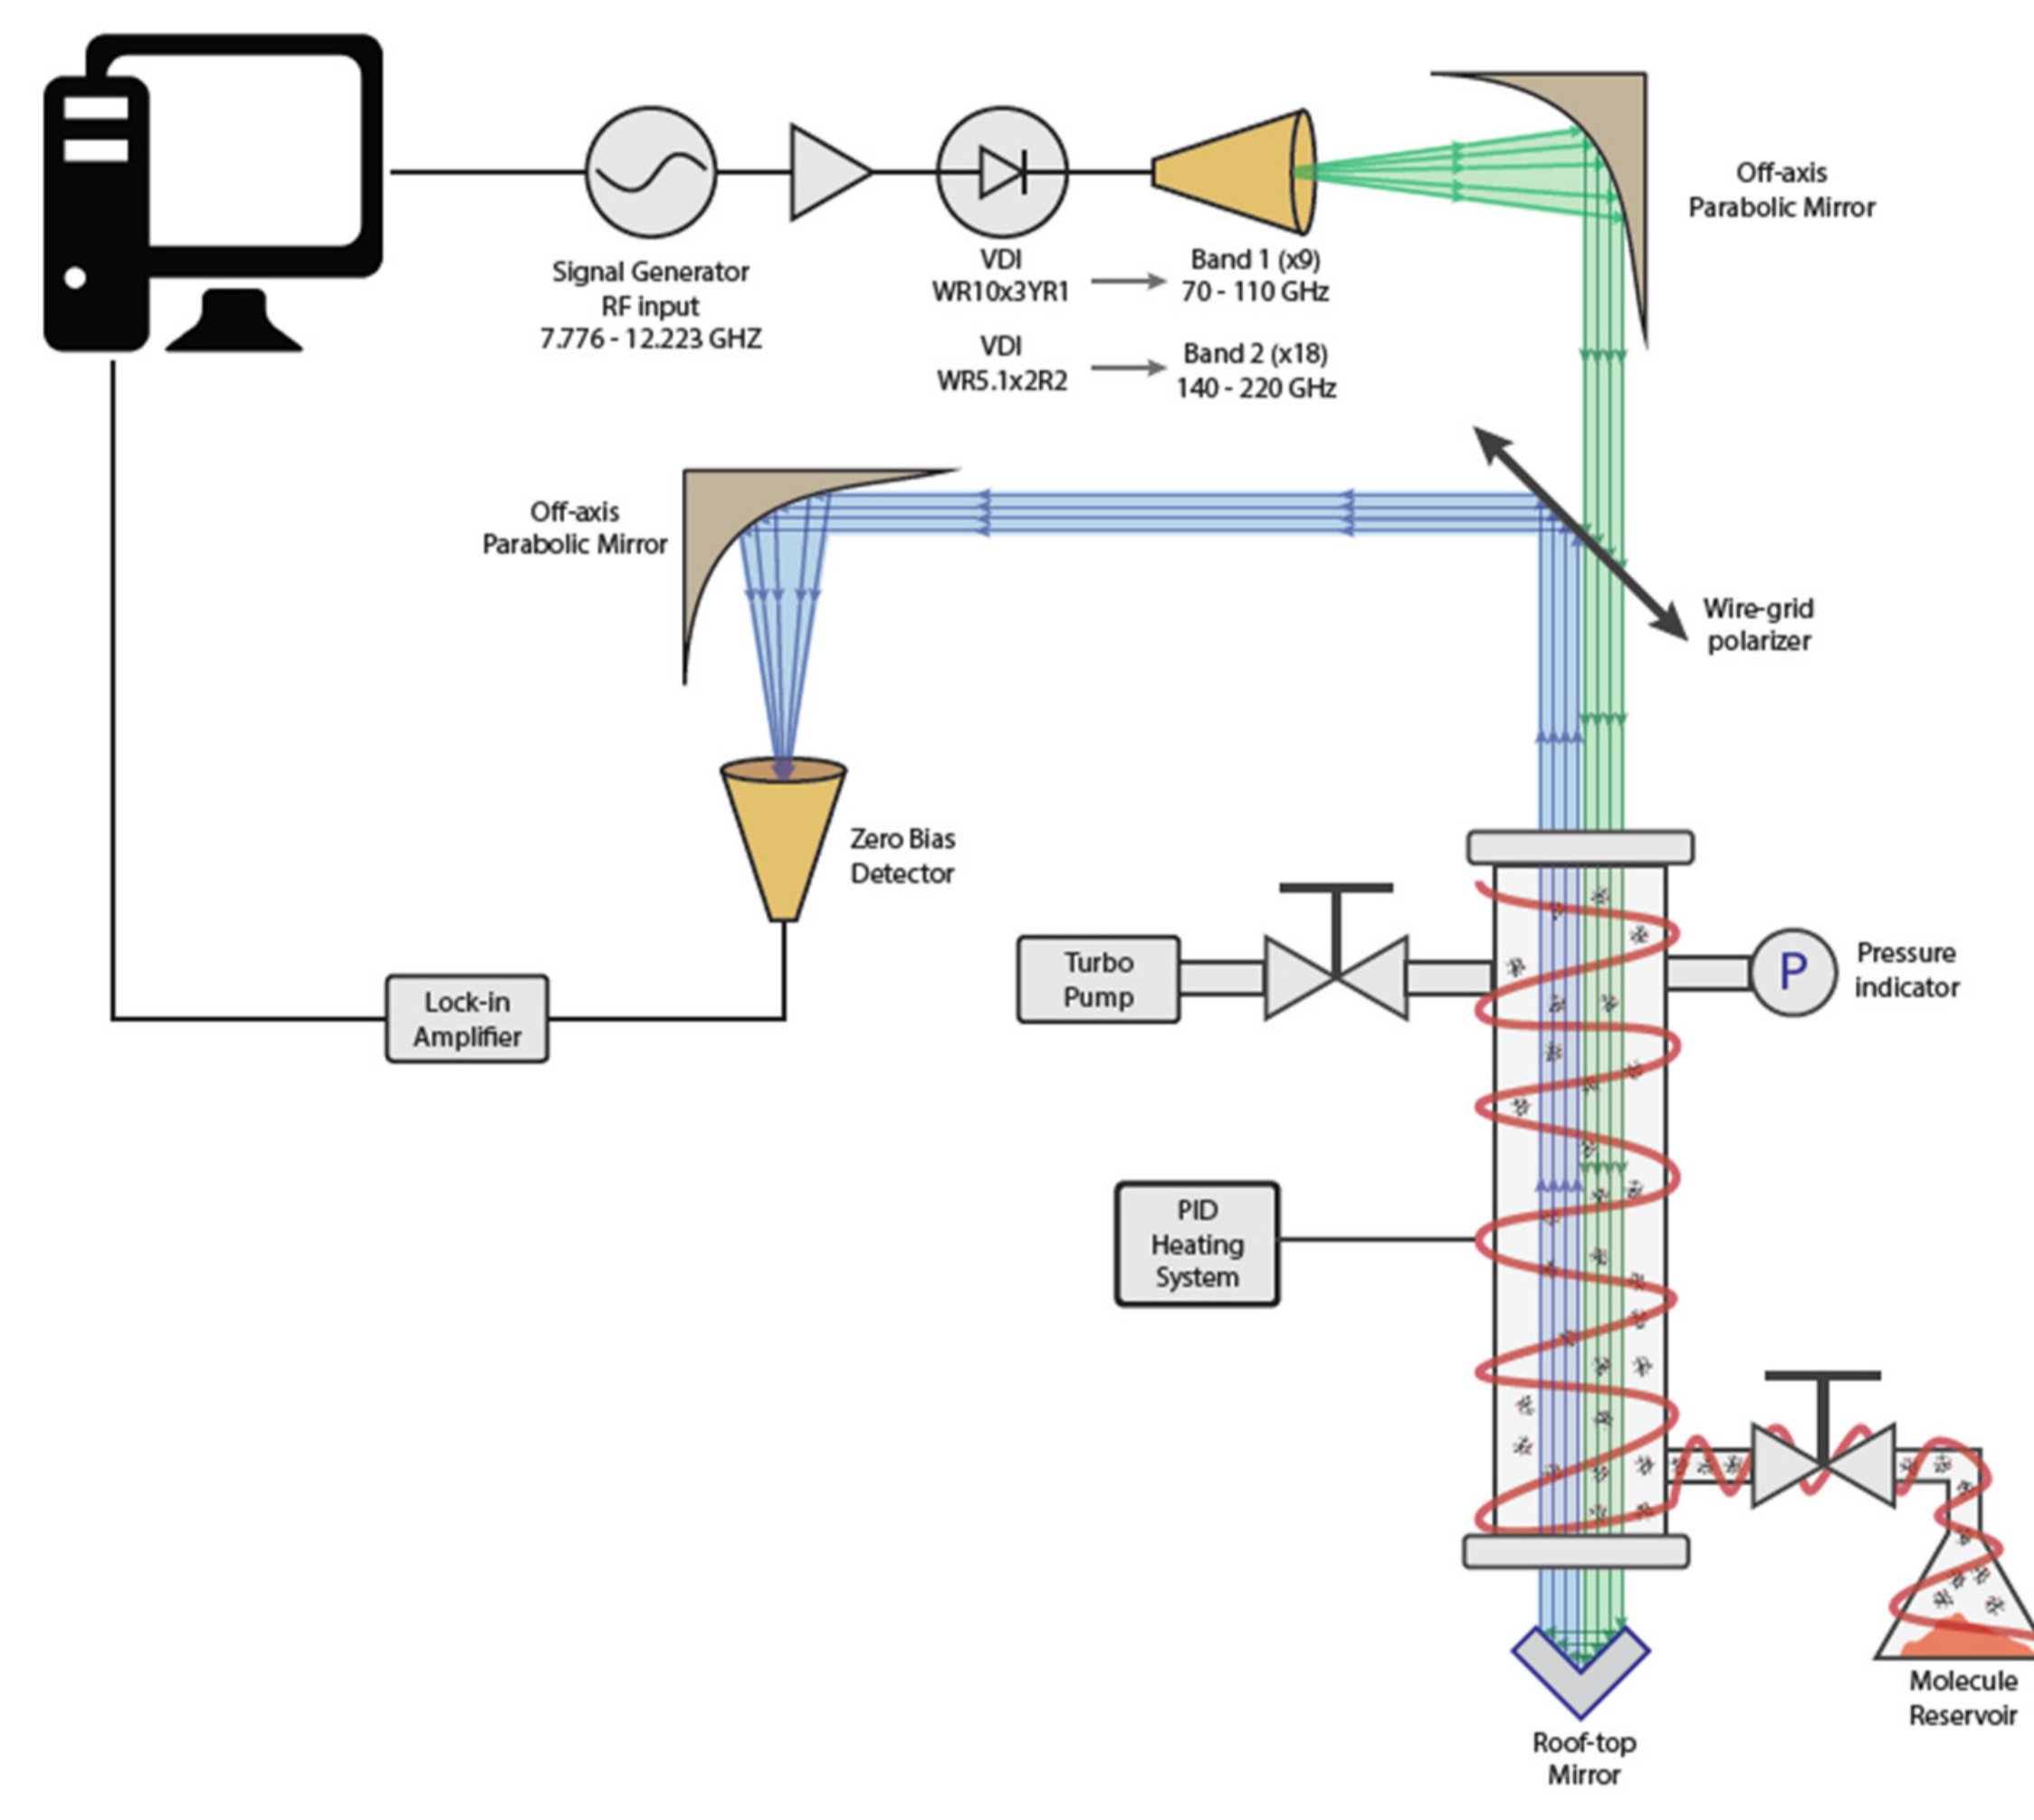 Signal Generator
RF input
7.776 - 12.223 GHZ
VDI
WR10x3YR1
Band 1 (x9)
70 - 110 GHz
VDI
WR5.1x2R2
Band 2 (x18)
140 - 220 GHz
Off-axis
Parabolic Mirror
Off-axis
Parabolic Mirror
Wire-grid
polarizer
Zero Bias
Detector
Lock-in
Amplifier
Turbo
Pump
P
Pressure
indicator
PID
Heating
System
Molecule
Reservoir
Roof-top
Mirror